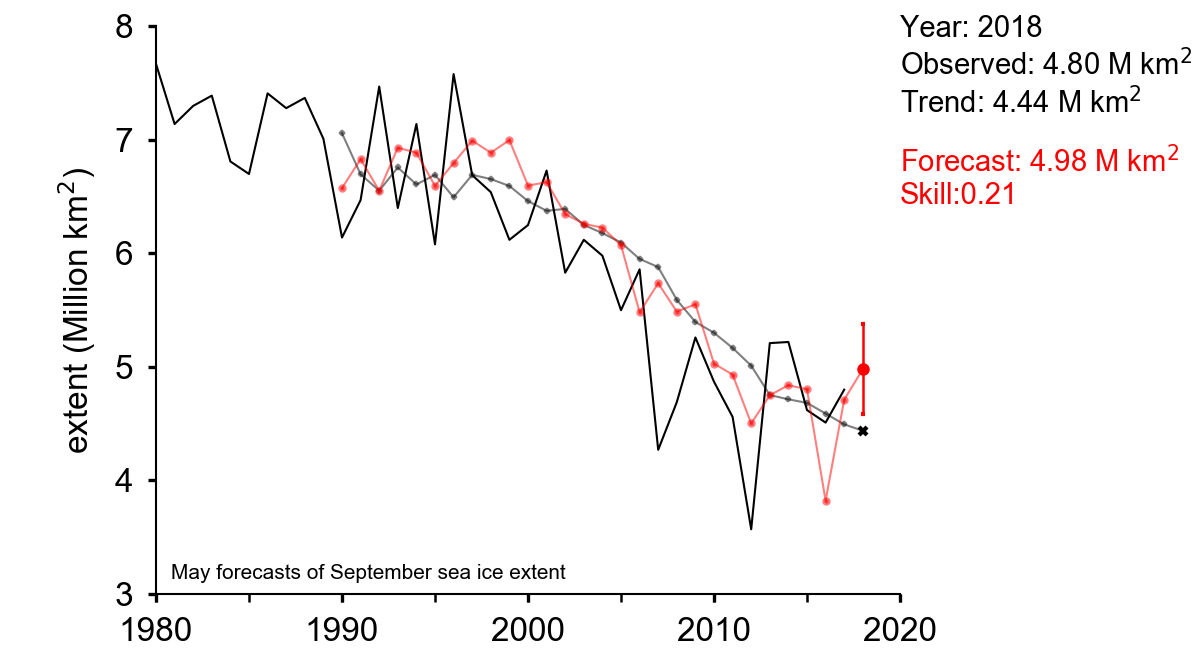 8
7
6
5
4
3
extent (Million km²)
1980
1990
2000
2010
2020
May forecasts of September sea ice extent
Year: 2018
Observed: 4.80 M km²
Trend: 4.44 M km²
Forecast: 4.98 M km²
Skill:0.21